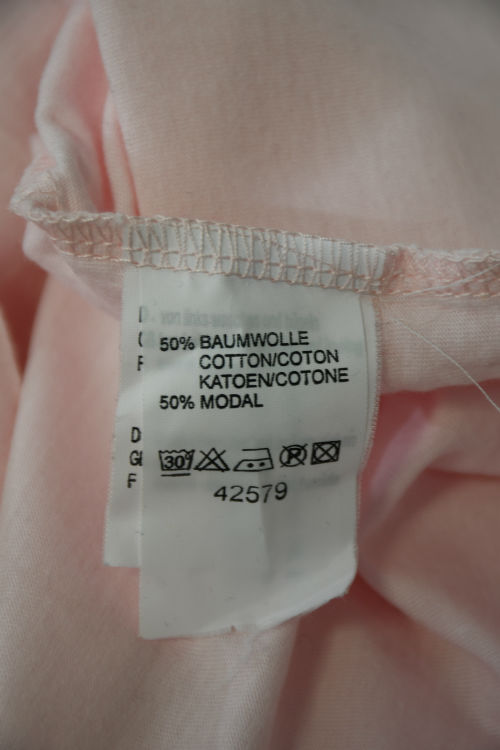 50% BAUMWOLLE
COTTON/COTON
KATOEN/COTONE
50% MODAL
D
F
30°
P
42579